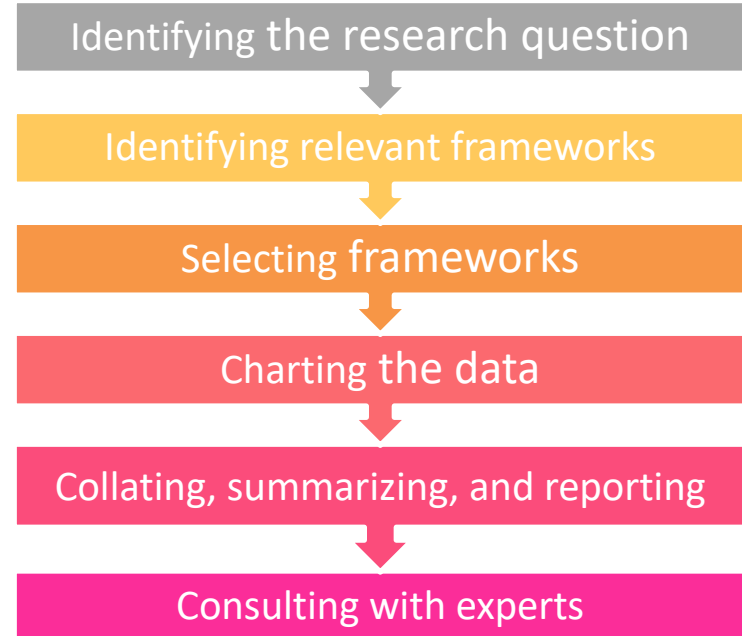 Identifying the research question
Identifying relevant frameworks
Selecting frameworks
Charting the data
Collating, summarizing, and reporting
Consulting with experts